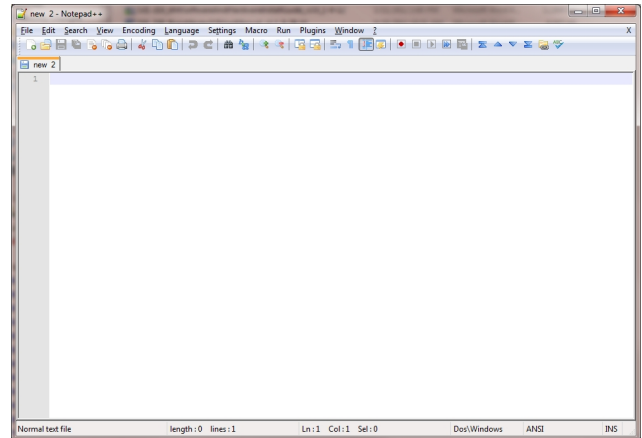 new 2 - Notepad++
File Edit Search View Encoding Language Settings Macro Run Plugins Window ? X
new 2
1
Normal text file length : 0 lines : 1 Ln : 1 Col : 1 Sel : 0 Dos\Windows ANSI INS